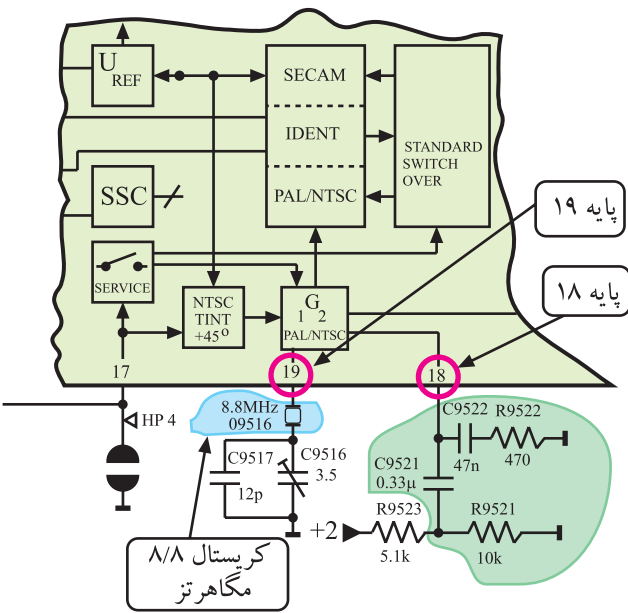 U REF
SECAM
IDENT
PAL/NTSC
STANDARD
SWITCH
OVER
SSC
SERVICE
NTSC
TINT
+45°
G
1 2
PAL/NTSC
17
19
18
پایه ۱۹
پایه ۱۸
HP 4
8.8MHz
09516
C9517
12p
C9516
3.5
C9522
47n
R9522
470
C9521
0.33µ
+2
R9523
5.1k
R9521
10k
کریستال ۸/۸
مگاهرتز